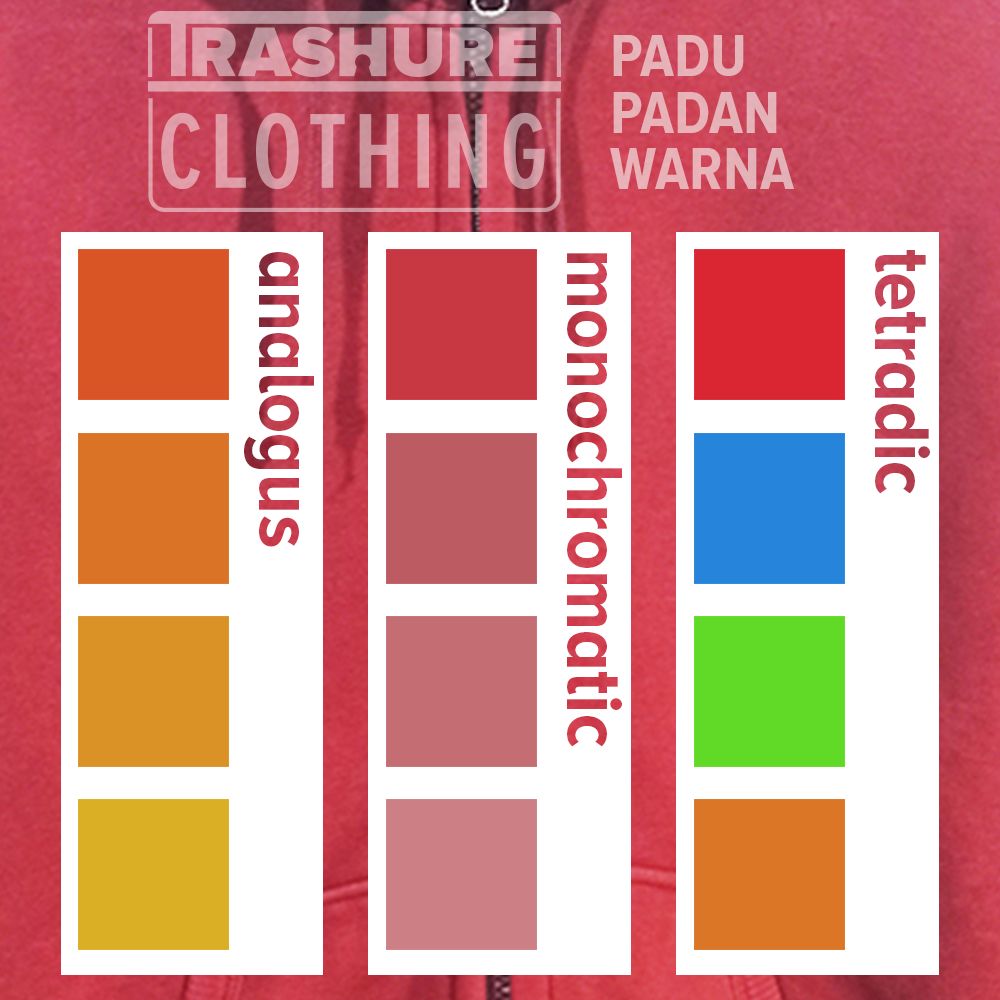 TRASHURE
CLOTHING
PADU
PADAN
WARNA
analogus
monochromatic
tetradic